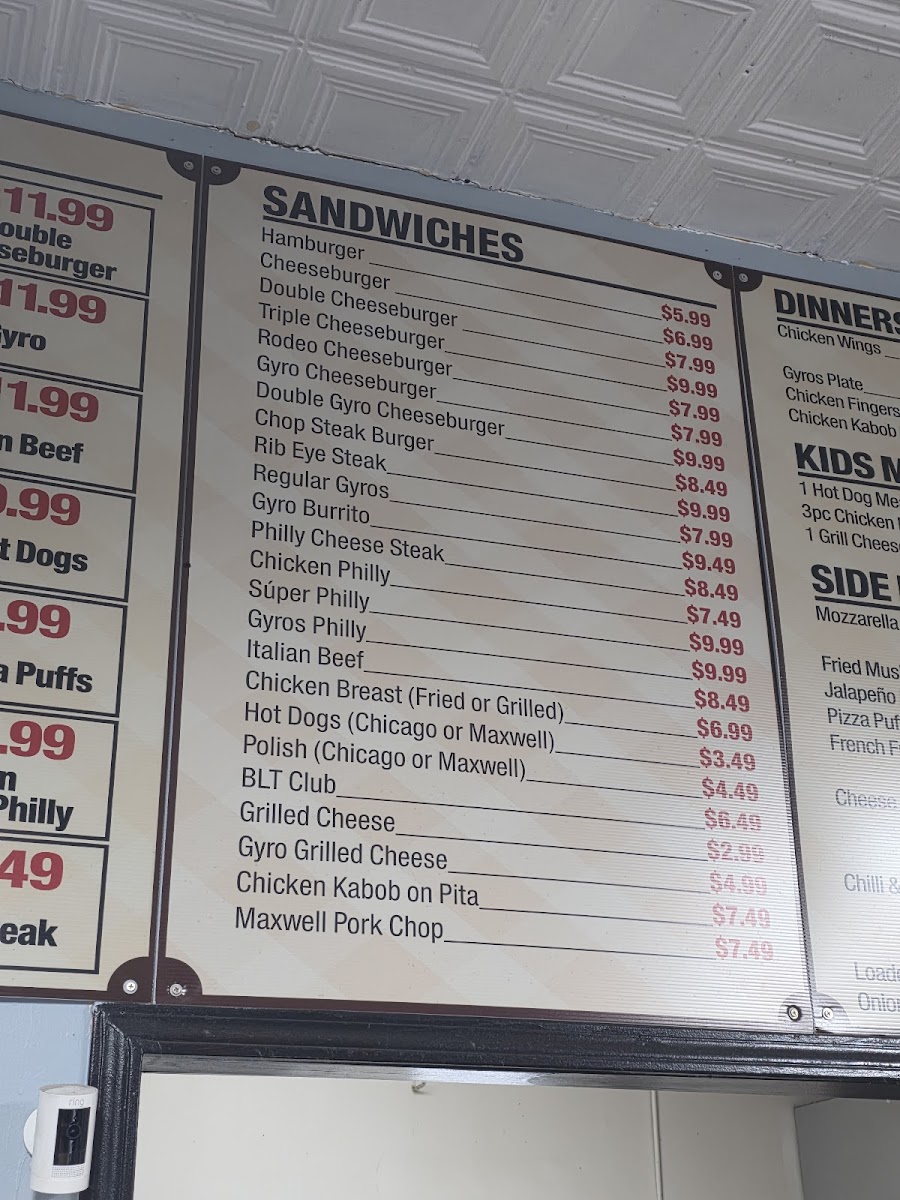 11.99
ouble
seburger
11.99
yro
1.99
n Beef
9.99
t Dogs
.99
a Puffs
.99
n
Philly
49
eak
SANDWICHES
Hamburger $5.99
Cheeseburger $6.99
Double Cheeseburger $7.99
Triple Cheeseburger $9.99
Rodeo Cheeseburger $7.99
Gyro Cheeseburger $7.99
Double Gyro Cheeseburger $9.99
Chop Steak Burger $8.49
Rib Eye Steak $9.99
Regular Gyros $7.99
Gyro Burrito $9.49
Philly Cheese Steak $8.49
Chicken Philly $7.49
Súper Philly $9.99
Gyros Philly $9.99
Italian Beef $8.49
Chicken Breast (Fried or Grilled) $6.99
Hot Dogs (Chicago or Maxwell) $3.49
Polish (Chicago or Maxwell) $4.49
BLT Club $6.49
Grilled Cheese $2.99
Gyro Grilled Cheese $4.99
Chicken Kabob on Pita $7.49
Maxwell Pork Chop $7.49
DINNERS
Chicken Wings
Gyros Plate
Chicken Fingers
Chicken Kabob
KIDS M
1 Hot Dog Me
3pc Chicken
1 Grill Chees
SIDE
Mozzarella
Fried Mus
Jalapeño
Pizza Puf
French F
Cheese
Chilli &
Loade
Onion
ring